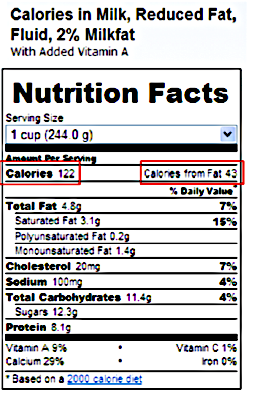 Calories in Milk, Reduced Fat,
Fluid, 2% Milkfat
With Added Vitamin A
Nutrition Facts
Serving Size
1 cup (244.0 g)
Amount Per Serving
Calories 122 Calories from Fat 43
% Daily Value*
Total Fat 4.8g 7%
Saturated Fat 3.1g 15%
Polyunsaturated Fat 0.2g
Monounsaturated Fat 1.4g
Cholesterol 20mg 7%
Sodium 100mg 4%
Total Carbohydrates 11.4g 4%
Sugars 12.3g
Protein 8.1g
Vitamin A 9% • Vitamin C 1%
Calcium 29% • Iron 0%
* Based on a 2000 calorie diet